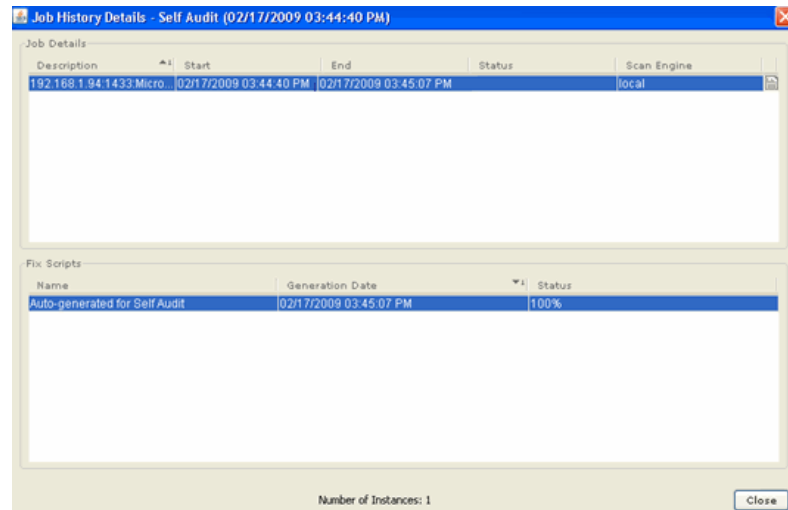 Job History Details - Self Audit (02/17/2009 03:44:40 PM)
Job Details
Description Start End Status Scan Engine
192.168.1.94:1433:Micro... 02/17/2009 03:44:40 PM 02/17/2009 03:45:07 PM local
Fix Scripts
Name Generation Date Status
Auto-generated for Self Audit 02/17/2009 03:45:07 PM 100%
Number of Instances: 1
Close